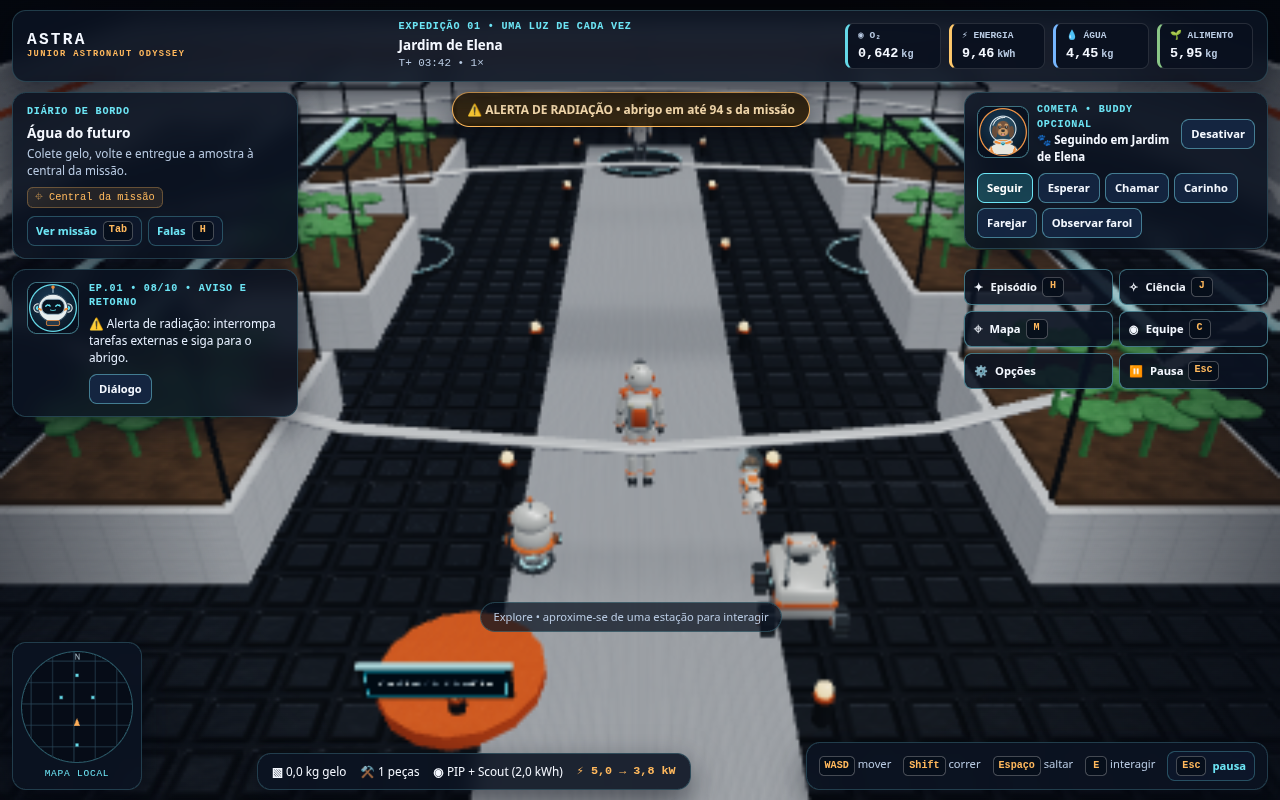 ASTRA
JUNIOR ASTRONAUT ODYSSEY
EXPEDIÇÃO 01 • UMA LUZ DE CADA VEZ
Jardim de Elena
T+ 03:42 • 1×
O₂
0,642 kg
⚡ ENERGIA
9,46 kWh
💧 ÁGUA
4,45 kg
🌱 ALIMENTO
5,95 kg
DIÁRIO DE BORDO
Água do futuro
Colete gelo, volte e entregue a amostra à
central da missão.
⌖ Central da missão
Ver missão Tab
Falas H
⚠️ ALERTA DE RADIAÇÃO • abrigo em até 94 s da missão
COMETA • BUDDY
OPCIONAL
🐾 Seguindo em Jardim
de Elena
Desativar
Seguir
Esperar
Chamar
Carinho
Farejar
Observar farol
EP.01 • 08/10 • AVISO E
RETORNO
⚠️ Alerta de radiação: interrompa
tarefas externas e siga para o
abrigo.
Diálogo
✦ Episódio H
✧ Ciência J
⌖ Mapa M
◉ Equipe C
⚙️ Opções
⏸️ Pausa Esc
Explore • aproxime-se de uma estação para interagir
N
MAPA LOCAL
▧ 0,0 kg gelo
⚒️ 1 peças
◉ PIP + Scout (2,0 kWh)
⚡ 5,0 → 3,8 kW
WASD mover
Shift correr
Espaço saltar
E interagir
Esc pausa